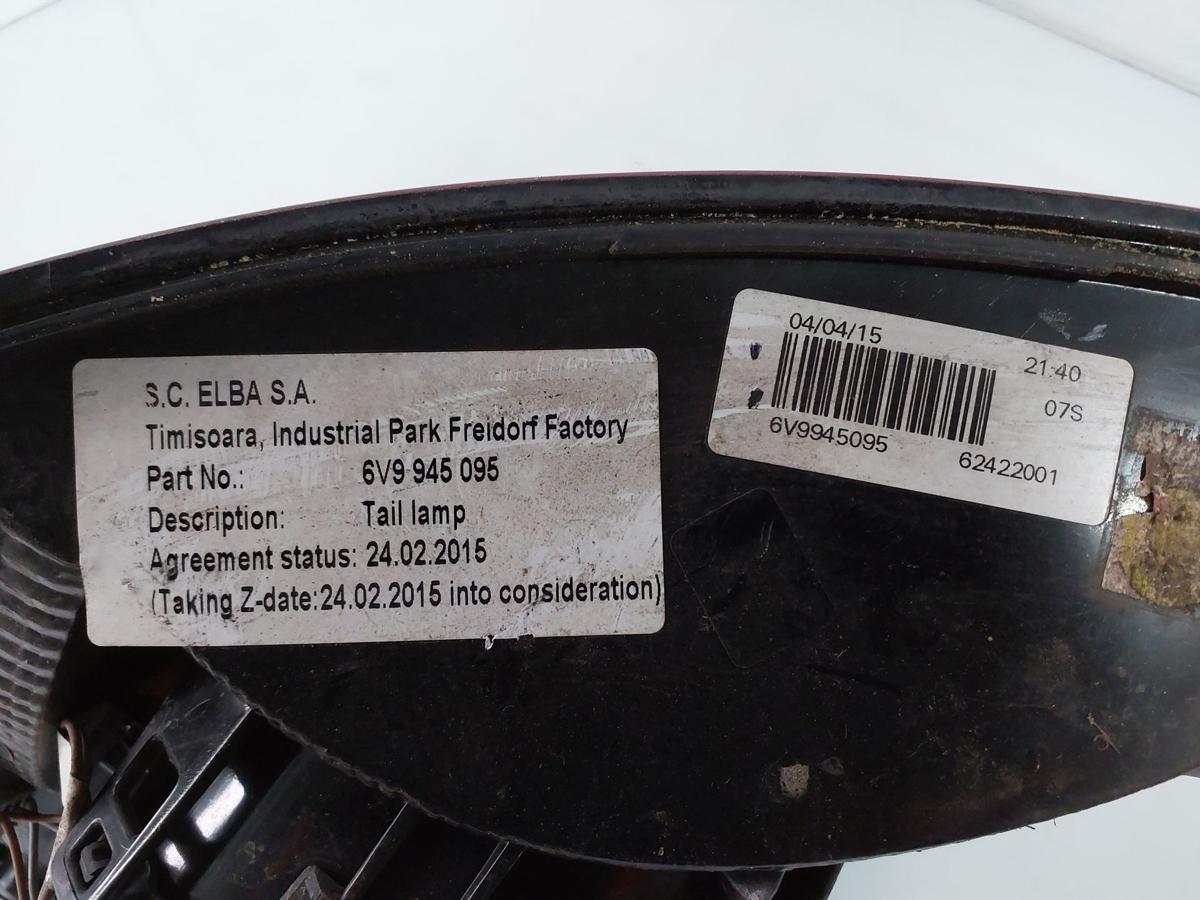 S.C. ELBA S.A.
Timisoara, Industrial Park Freidorf Factory
Part No.: 6V9 945 095
Description: Tail lamp
Agreement status: 24.02.2015
(Taking Z-date:24.02.2015 into consideration)
04/04/15 21:40
07S
6V9945095 62422001